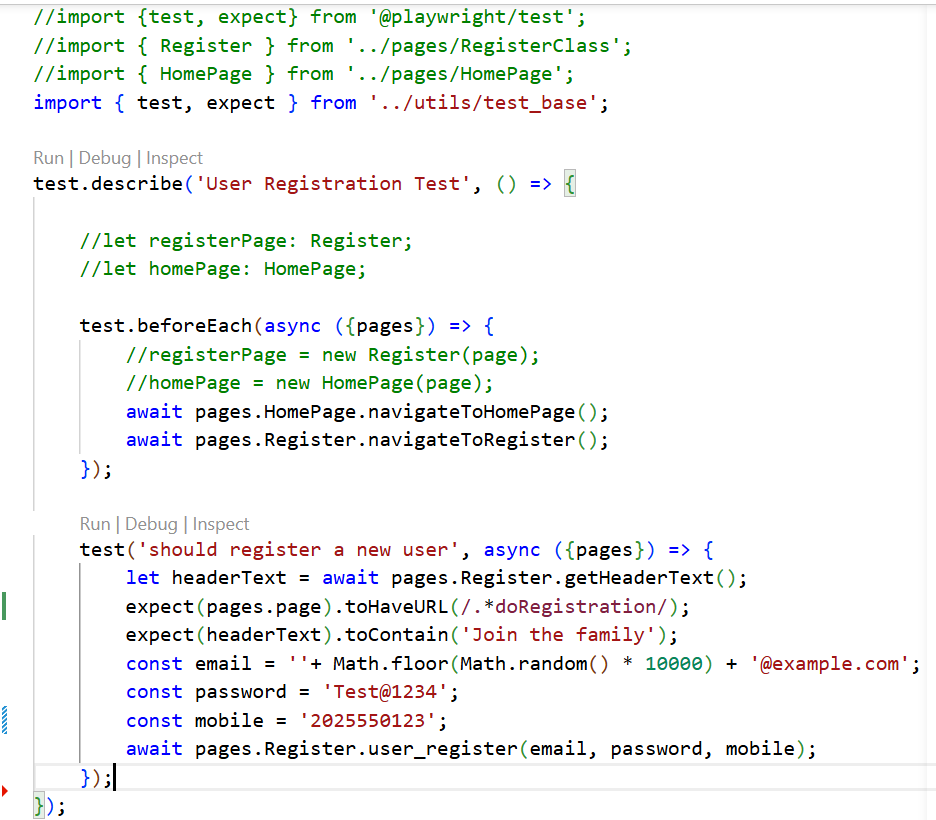 //import {test, expect} from '@playwright/test';
//import { Register } from '../pages/RegisterClass';
//import { HomePage } from '../pages/HomePage';
import { test, expect } from '../utils/test_base';
Run | Debug | Inspect
test.describe('User Registration Test', () => {
//let registerPage: Register;
//let homePage: HomePage;
test.beforeEach(async ({pages}) => {
//registerPage = new Register(page);
//homePage = new HomePage(page);
await pages.HomePage.navigateToHomePage();
await pages.Register.navigateToRegister();
});
Run | Debug | Inspect
test('should register a new user', async ({pages}) => {
let headerText = await pages.Register.getHeaderText();
expect(pages.page).toHaveURL(/.*doRegistration/);
expect(headerText).toContain('Join the family');
const email = ''+ Math.floor(Math.random() * 10000) + '@example.com';
const password = 'Test@1234';
const mobile = '2025550123';
await pages.Register.user_register(email, password, mobile);
});
});